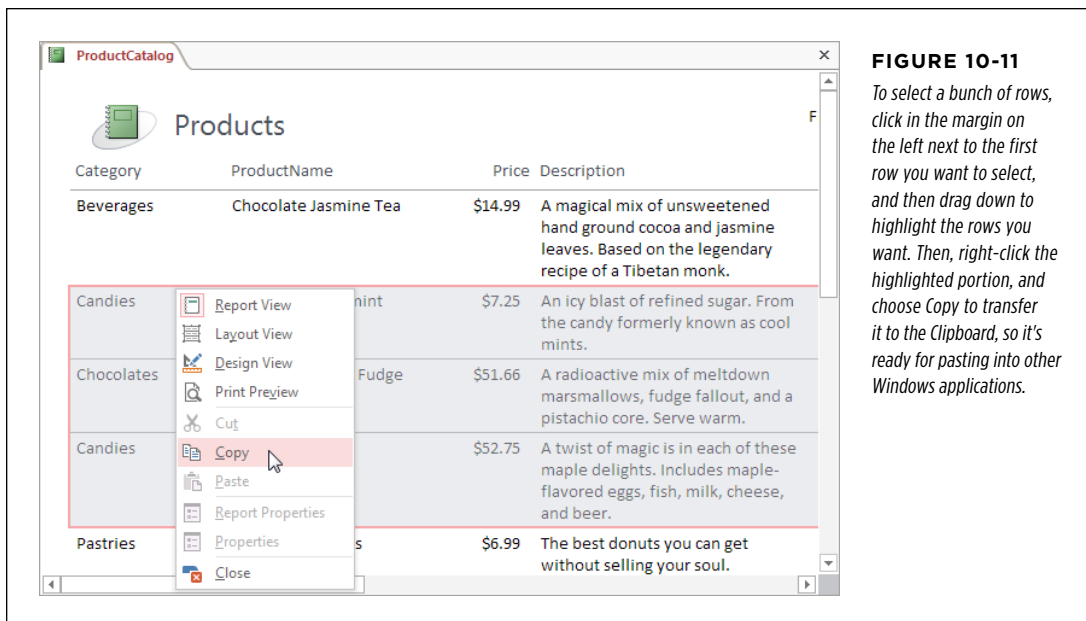 ProductCatalog
Products
F
Category ProductName Price Description
Beverages Chocolate Jasmine Tea $14.99 A magical mix of unsweetened
hand ground cocoa and jasmine
leaves. Based on the legendary
recipe of a Tibetan monk.
Candies mint $7.25 An icy blast of refined sugar. From
the candy formerly known as cool
mints.
Chocolates Fudge $51.66 A radioactive mix of meltdown
marsmallows, fudge fallout, and a
pistachio core. Serve warm.
Candies $52.75 A twist of magic is in each of these
maple delights. Includes maple-
flavored eggs, fish, milk, cheese,
and beer.
Pastries s $6.99 The best donuts you can get
without selling your soul.
Report View
Layout View
Design View
Print Preview
Cut
Copy
Paste
Report Properties
Properties
Close
FIGURE 10-11
To select a bunch of rows,
click in the margin on
the left next to the first
row you want to select,
and then drag down to
highlight the rows you
want. Then, right-click the
highlighted portion, and
choose Copy to transfer
it to the Clipboard, so it's
ready for pasting into other
Windows applications.